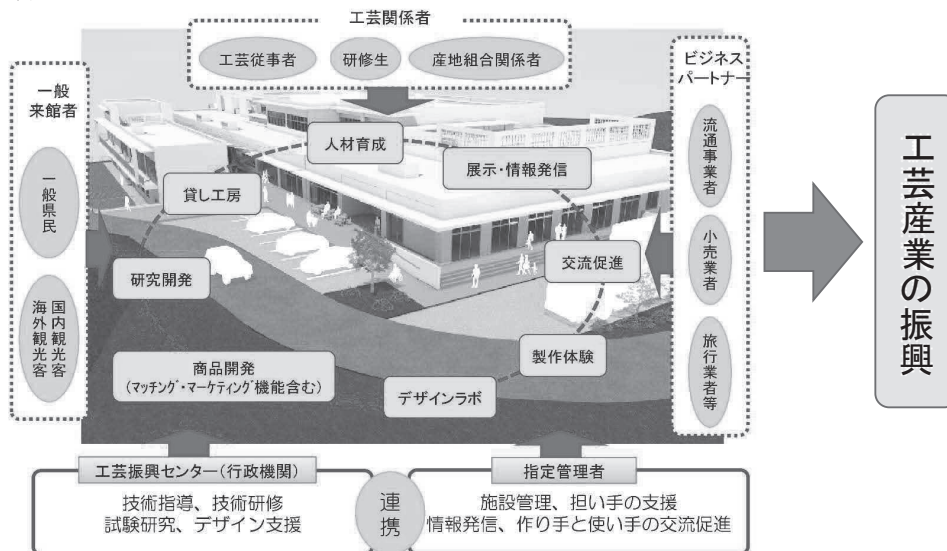 工芸関係者
工芸従事者
研修生
産地組合関係者
一般
来館者
一般県民
国内観光客
海外観光客
ビジネス
パートナー
流通事業者
小売業者
旅行業者等
人材育成
展示・情報発信
貸し工房
交流促進
研究開発
製作体験
商品開発
(マッチング・マーケティング機能含む)
デザインラボ
工芸振興センター(行政機関)
技術指導、技術研修
試験研究、デザイン支援
連携
指定管理者
施設管理、担い手の支援
情報発信、作り手と使い手の交流促進
工芸産業の振興